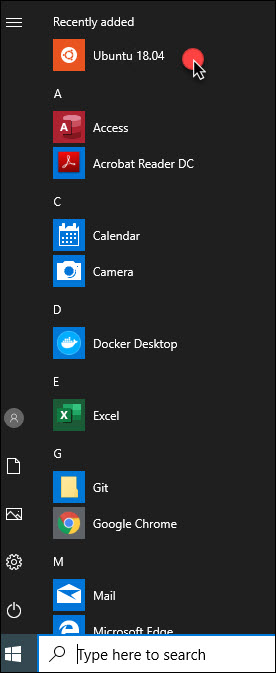 Recently added
Ubuntu 18.04
A
Access
Acrobat Reader DC
C
Calendar
Camera
D
Docker Desktop
E
Excel
G
Git
Google Chrome
M
Mail
Microsoft Edge
Type here to search